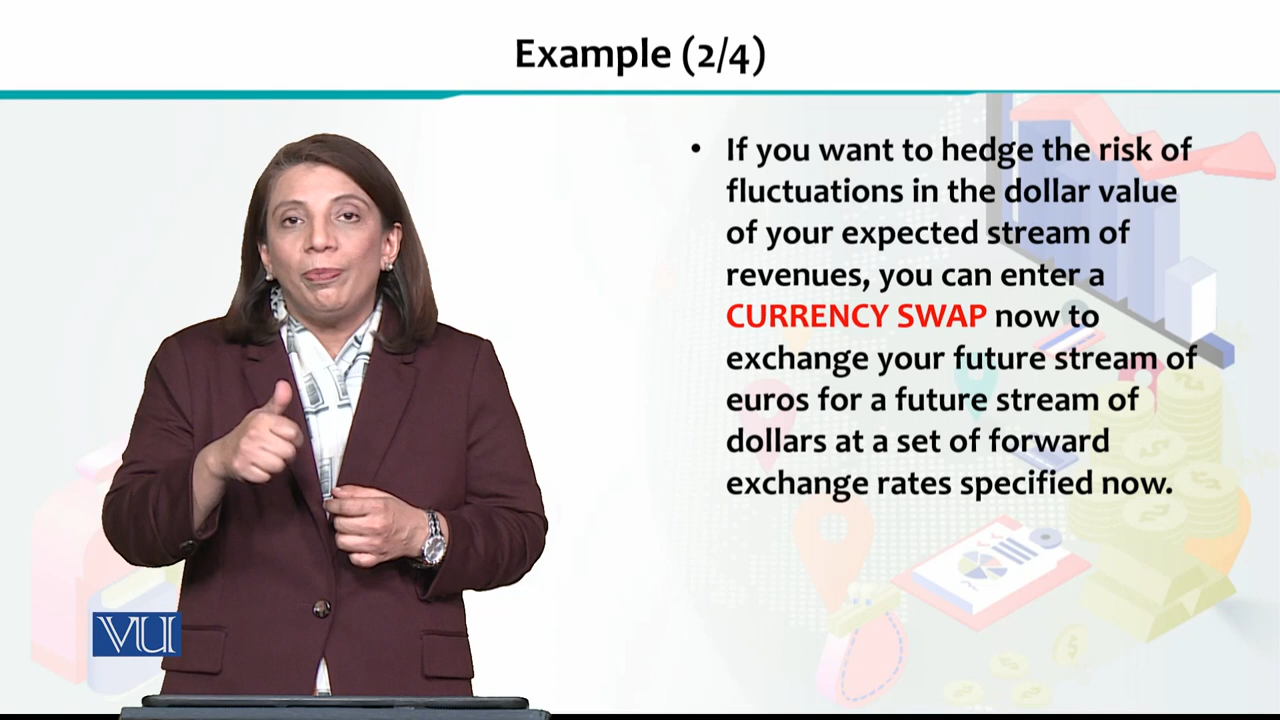 Example (2/4)
• If you want to hedge the risk of
fluctuations in the dollar value
of your expected stream of
revenues, you can enter a
CURRENCY SWAP now to
exchange your future stream of
euros for a future stream of
dollars at a set of forward
exchange rates specified now.
VU